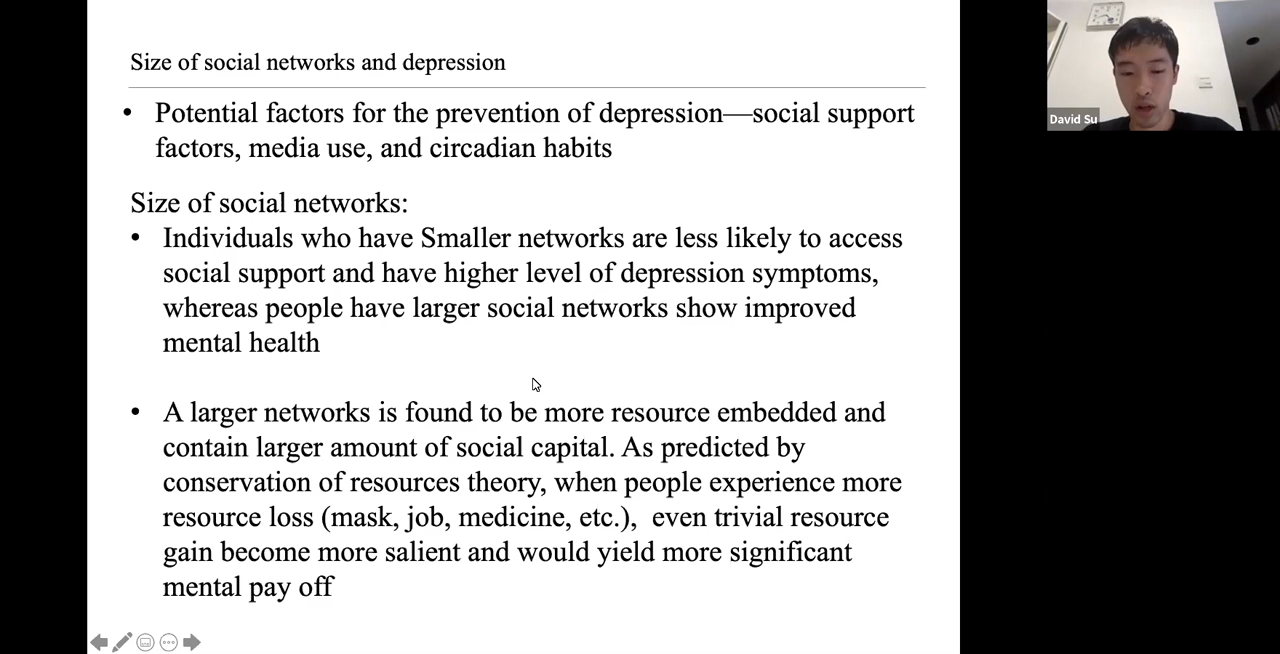 Size of social networks and depression
• Potential factors for the prevention of depression—social support
factors, media use, and circadian habits
Size of social networks:
• Individuals who have Smaller networks are less likely to access
social support and have higher level of depression symptoms,
whereas people have larger social networks show improved
mental health
• A larger networks is found to be more resource embedded and
contain larger amount of social capital. As predicted by
conservation of resources theory, when people experience more
resource loss (mask, job, medicine, etc.),  even trivial resource
gain become more salient and would yield more significant
mental pay off
David Su